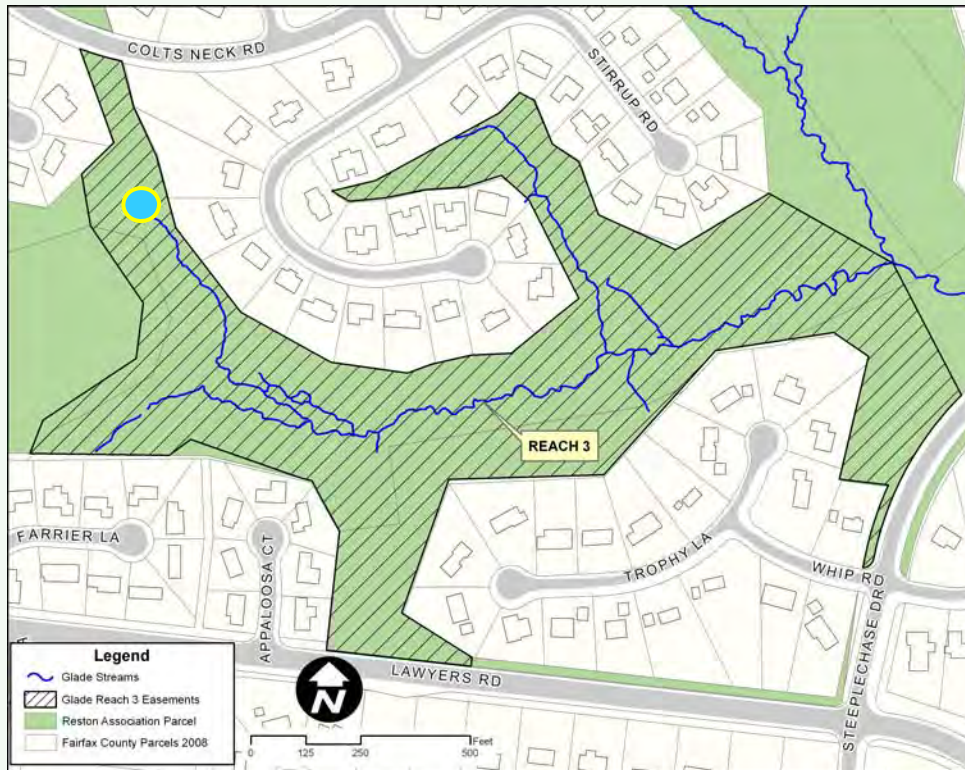 COLTS NECK RD
STIRRUP RD
REACH 3
FARRIER LA
APPALOOSA CT
TROPHY LA
WHIP RD
STEEPLECHASE DR
LAWYERS RD
Legend
Glade Streams
Glade Reach 3 Easements
Reston Association Parcel
Fairfax County Parcels 2008
N
Feet
0 125 250 500